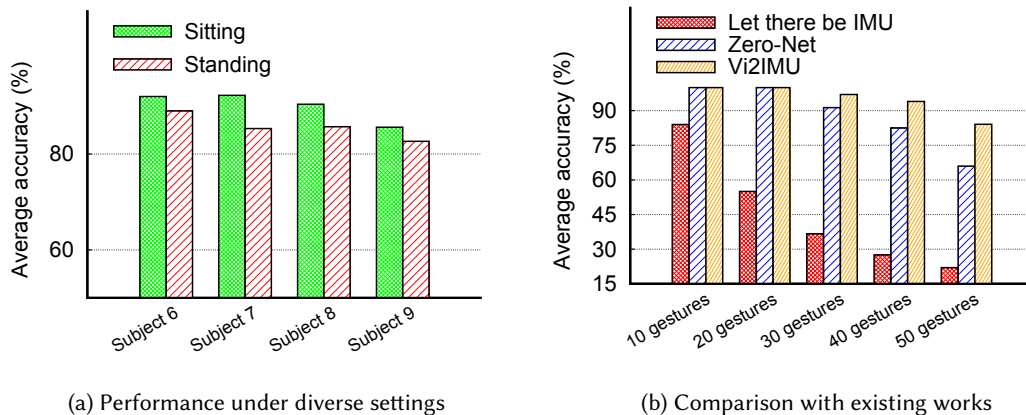 Average accuracy (%)
Sitting
Standing
80
60
Subject 6
Subject 7
Subject 8
Subject 9
(a) Performance under diverse settings
Average accuracy (%)
Let there be IMU
Zero-Net
Vi2IMU
90
75
60
45
30
15
10 gestures
20 gestures
30 gestures
40 gestures
50 gestures
(b) Comparison with existing works